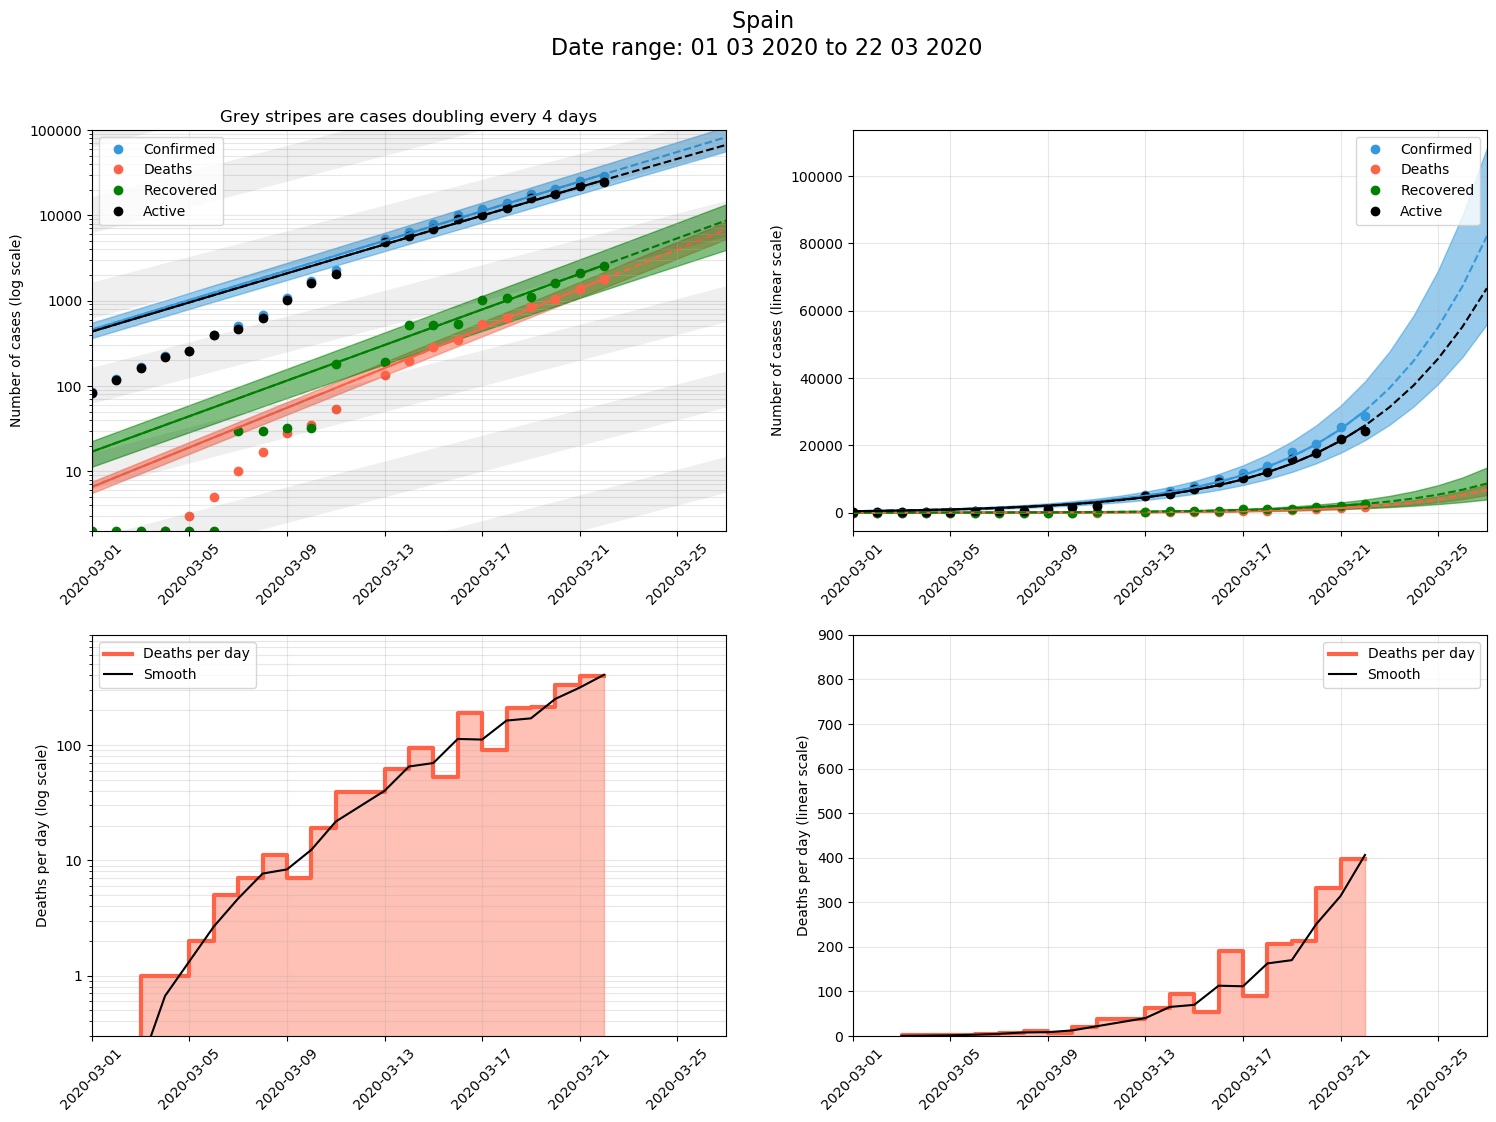 Spain
Date range: 01 03 2020 to 22 03 2020
Grey stripes are cases doubling every 4 days
Number of cases (log scale)
100000
10000
1000
100
10
Confirmed
Deaths
Recovered
Active
2020-03-01
2020-03-05
2020-03-09
2020-03-13
2020-03-17
2020-03-21
2020-03-25
Number of cases (linear scale)
100000
80000
60000
40000
20000
0
Confirmed
Deaths
Recovered
Active
2020-03-01
2020-03-05
2020-03-09
2020-03-13
2020-03-17
2020-03-21
2020-03-25
Deaths per day (log scale)
100
10
1
Deaths per day
Smooth
2020-03-01
2020-03-05
2020-03-09
2020-03-13
2020-03-17
2020-03-21
2020-03-25
Deaths per day (linear scale)
900
800
700
600
500
400
300
200
100
0
Deaths per day
Smooth
2020-03-01
2020-03-05
2020-03-09
2020-03-13
2020-03-17
2020-03-21
2020-03-25